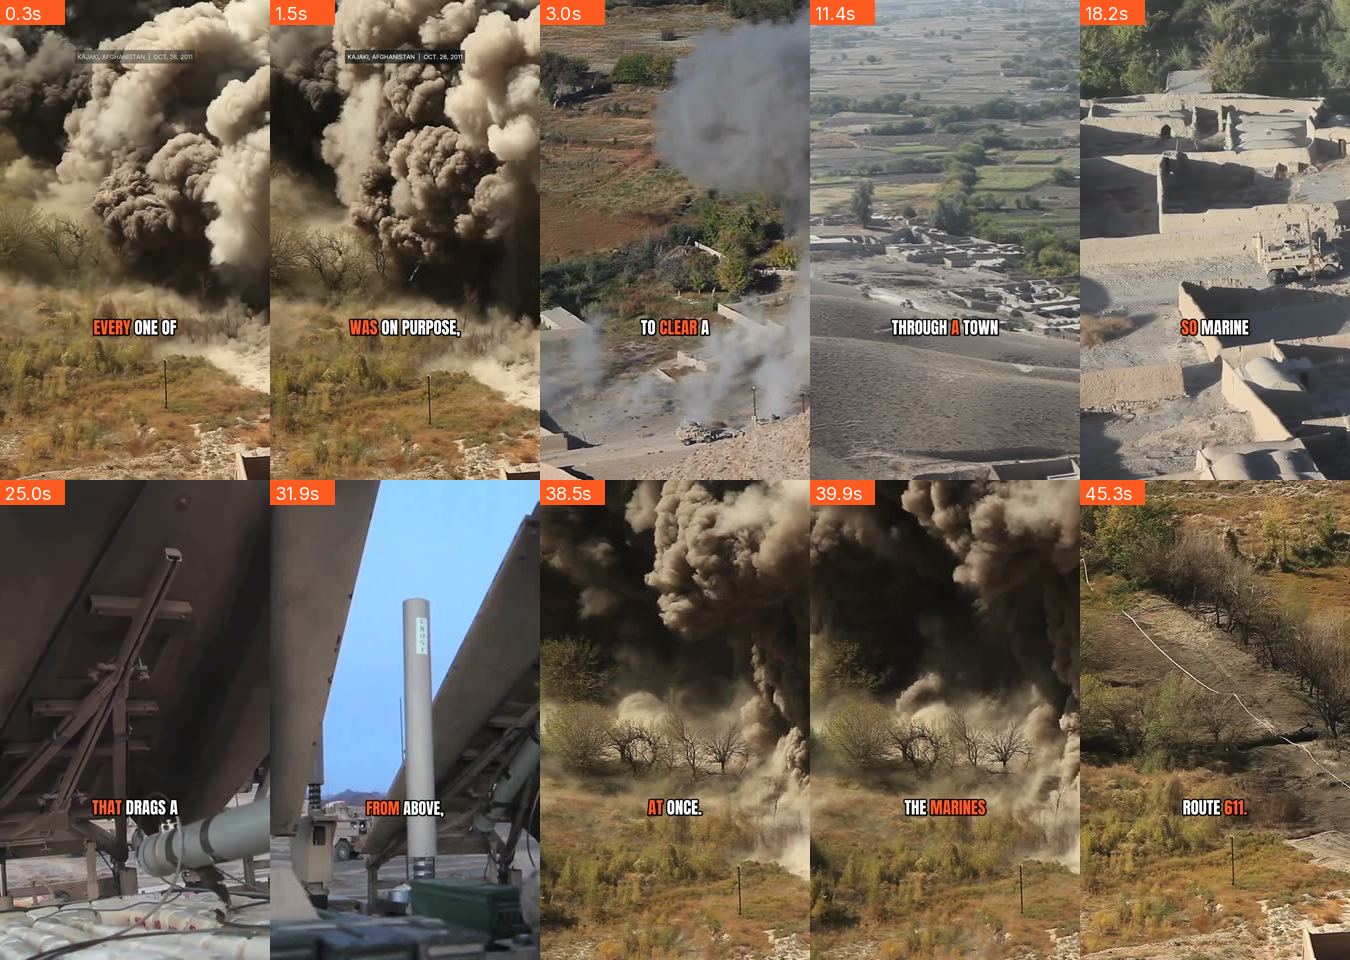 0.3s
KAJAKI, AFGHANISTAN | OCT. 26, 2011
EVERY ONE OF
1.5s
KAJAKI, AFGHANISTAN | OCT. 26, 2011
WAS ON PURPOSE,
3.0s
TO CLEAR A
11.4s
THROUGH A TOWN
18.2s
SO MARINE
25.0s
THAT DRAGS A
31.9s
FROM ABOVE,
38.5s
AT ONCE.
39.9s
THE MARINES
45.3s
ROUTE 611.